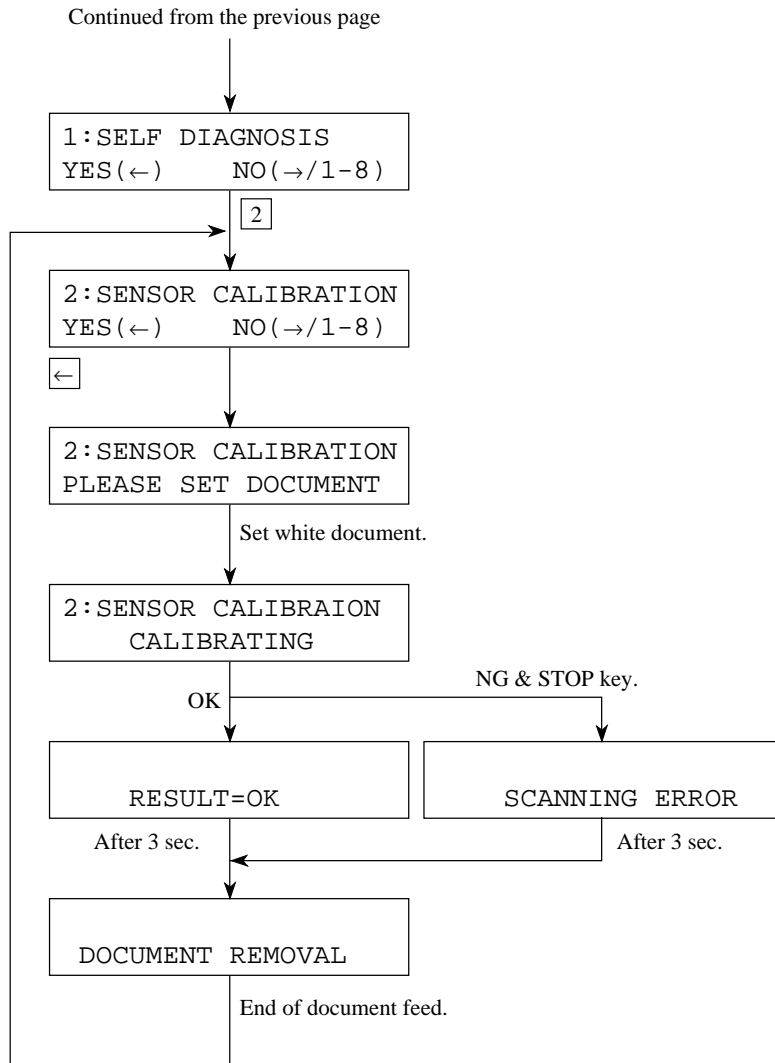 Continued from the previous page
1:SELF DIAGNOSIS
YES(←) NO(→/1-8)
2
2:SENSOR CALIBRATION
YES(←) NO(→/1-8)
←
2:SENSOR CALIBRATION
PLEASE SET DOCUMENT
Set white document.
2:SENSOR CALIBRAION
CALIBRATING
OK
NG & STOP key.
RESULT=OK
SCANNING ERROR
After 3 sec.
After 3 sec.
DOCUMENT REMOVAL
End of document feed.